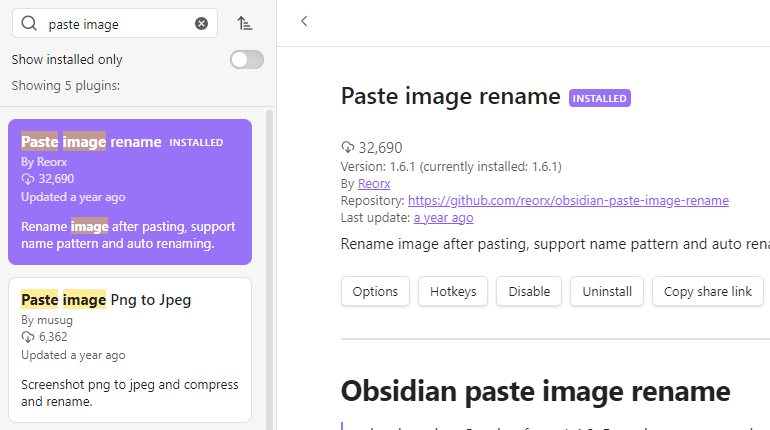 paste image
Show installed only
Showing 5 plugins:
Paste image rename INSTALLED
By Reorx
32,690
Updated a year ago
Rename image after pasting, support
name pattern and auto renaming.
Paste image Png to Jpeg
By musug
6,362
Updated a year ago
Screenshot png to jpeg and compress
and rename.
Paste image rename INSTALLED
32,690
Version: 1.6.1 (currently installed: 1.6.1)
By Reorx
Repository: https://github.com/reorx/obsidian-paste-image-rename
Last update: a year ago
Rename image after pasting, support name pattern and auto rena
Options Hotkeys Disable Uninstall Copy share link
Obsidian paste image rename